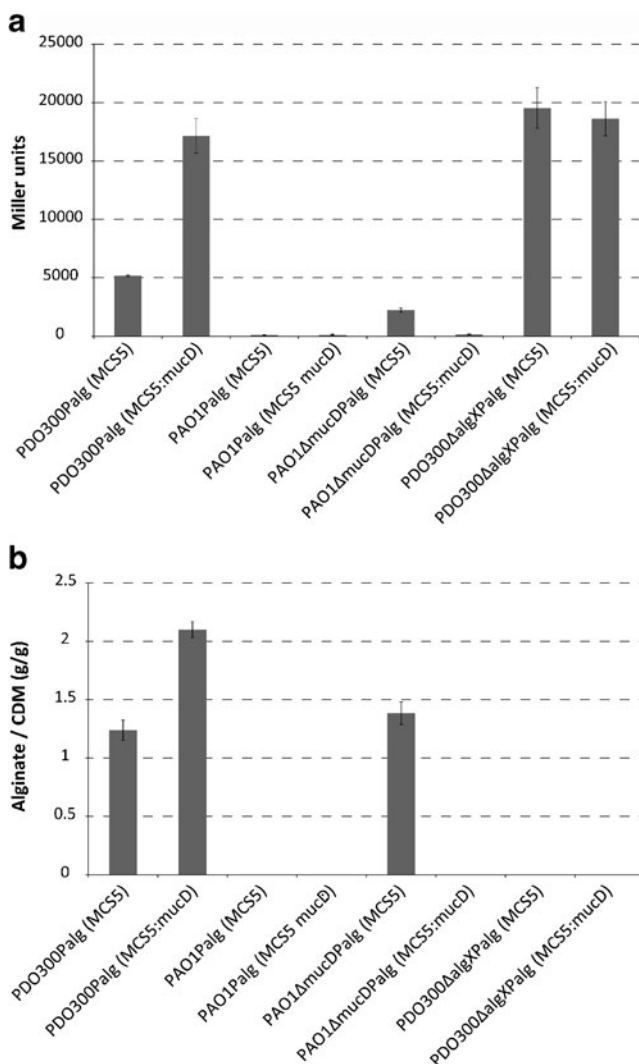 a
25000
20000
15000
10000
5000
0
Miller units
PDO300Palg (MCS5)
PDO300Palg (MCS5:mucD)
PAO1Palg (MCS5)
PAO1Palg (MCS5 mucD)
PAO1ΔmucDPalg (MCS5)
PAO1ΔmucDPalg (MCS5:mucD)
PDO300ΔalgXPalg (MCS5)
PDO300ΔalgXPalg (MCS5:mucD)
b
2.5
2
1.5
1
0.5
0
Alginate / CDM (g/g)
PDO300Palg (MCS5)
PDO300Palg (MCS5:mucD)
PAO1Palg (MCS5)
PAO1Palg (MCS5 mucD)
PAO1ΔmucDPalg (MCS5)
PAO1ΔmucDPalg (MCS5:mucD)
PDO300ΔalgXPalg (MCS5)
PDO300ΔalgXPalg (MCS5:mucD)